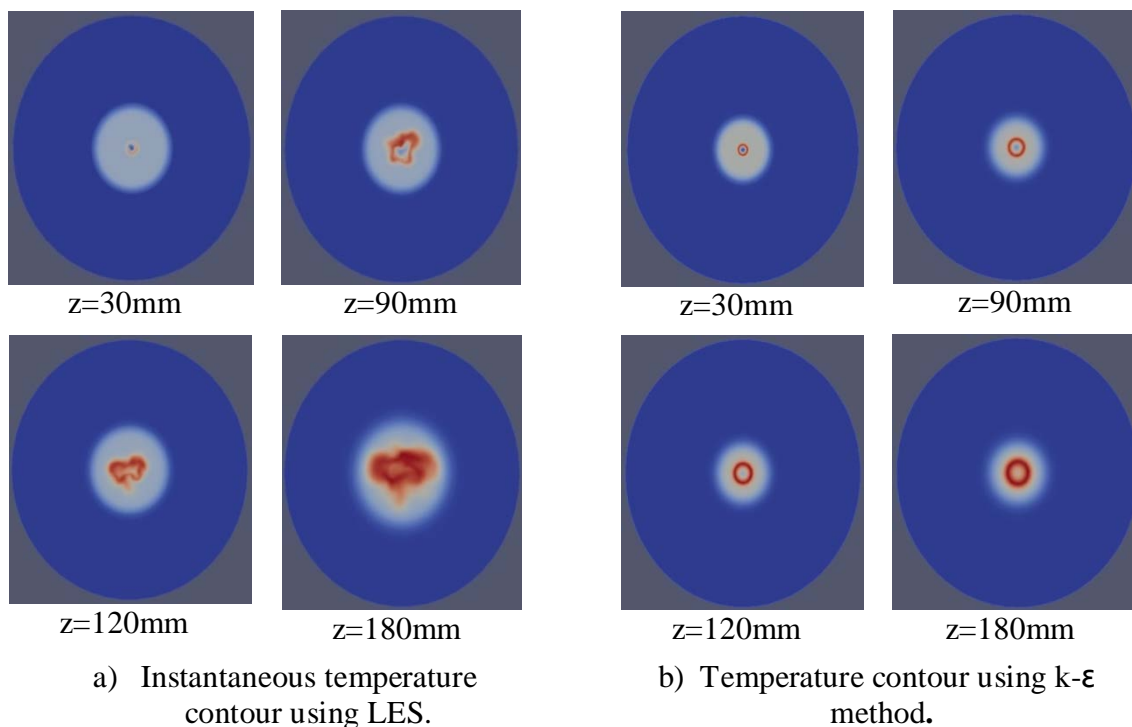 z=30mm
z=90mm
z=120mm
z=180mm
a) Instantaneous temperature
contour using LES.
z=30mm
z=90mm
z=120mm
z=180mm
b) Temperature contour using k-ε
method.